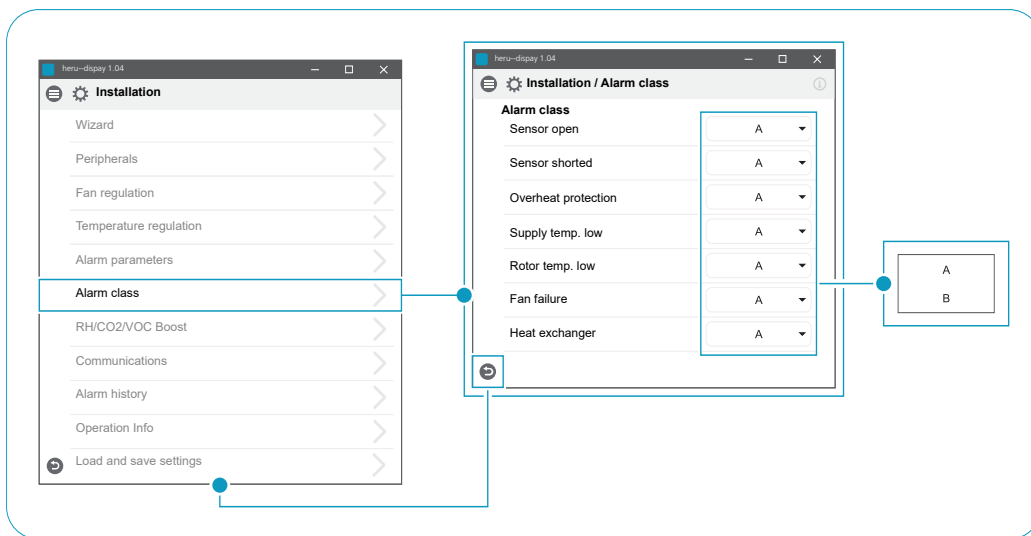 heru--dispay 1.04
Installation
Wizard
Peripherals
Fan regulation
Temperature regulation
Alarm parameters
Alarm class
RH/CO2/VOC Boost
Communications
Alarm history
Operation Info
Load and save settings
heru--dispay 1.04
Installation / Alarm class
Alarm class
Sensor open A
Sensor shorted A
Overheat protection A
Supply temp. low A
Rotor temp. low A
Fan failure A
Heat exchanger A
A
B